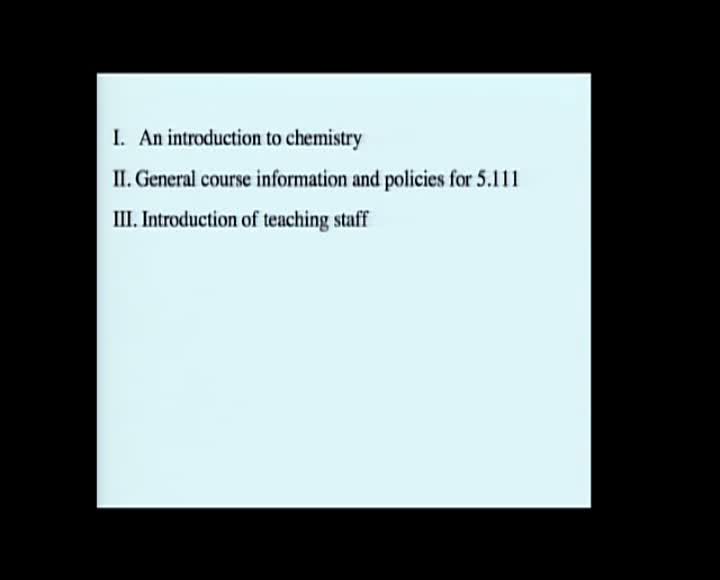 I. An introduction to chemistry
II. General course information and policies for 5.111
III. Introduction of teaching staff